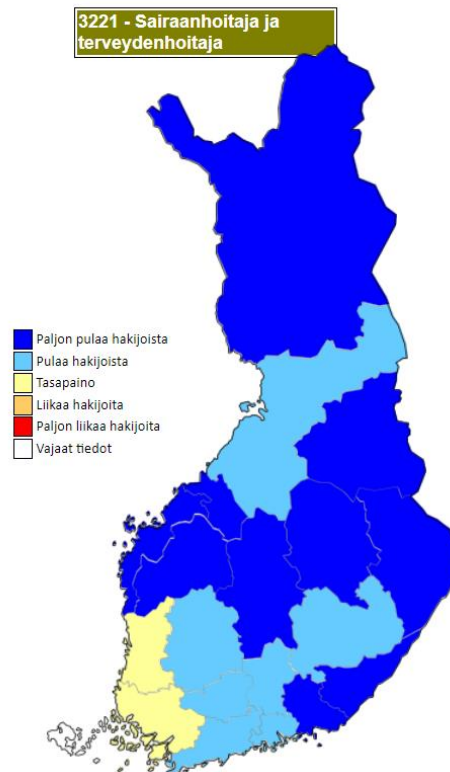 3221 - Sairaanhoitaja ja
terveydenhoitaja
Paljon pulaa hakijoista
Pulaa hakijoista
Tasapaino
Liikaa hakijoita
Paljon liikaa hakijoita
Vajaat tiedot